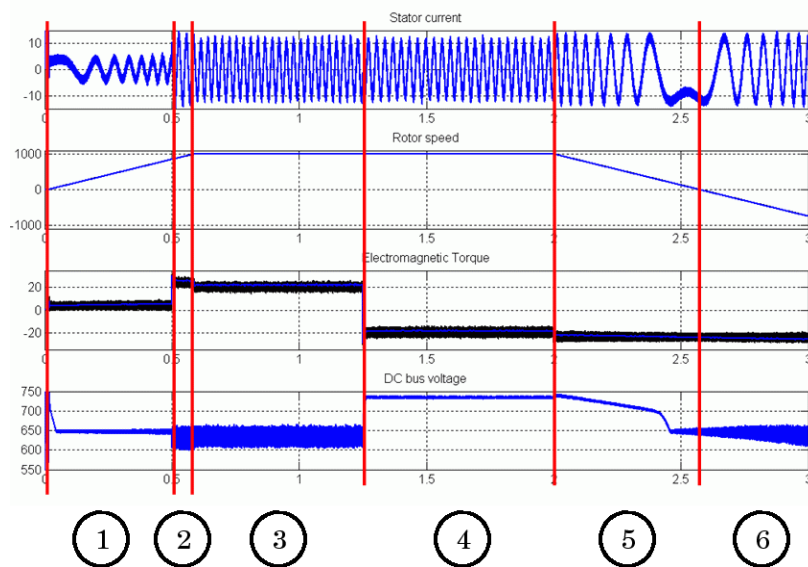 Stator current
10
0
-10
0 0.5 1 1.5 2 2.5 3
Rotor speed
1000
0
-1000
0 0.5 1 1.5 2 2.5 3
Electromagnetic Torque
20
0
-20
0 0.5 1 1.5 2 2.5 3
DC bus voltage
750
700
650
600
550
0 0.5 1 1.5 2 2.5 3
1 2 3 4 5 6